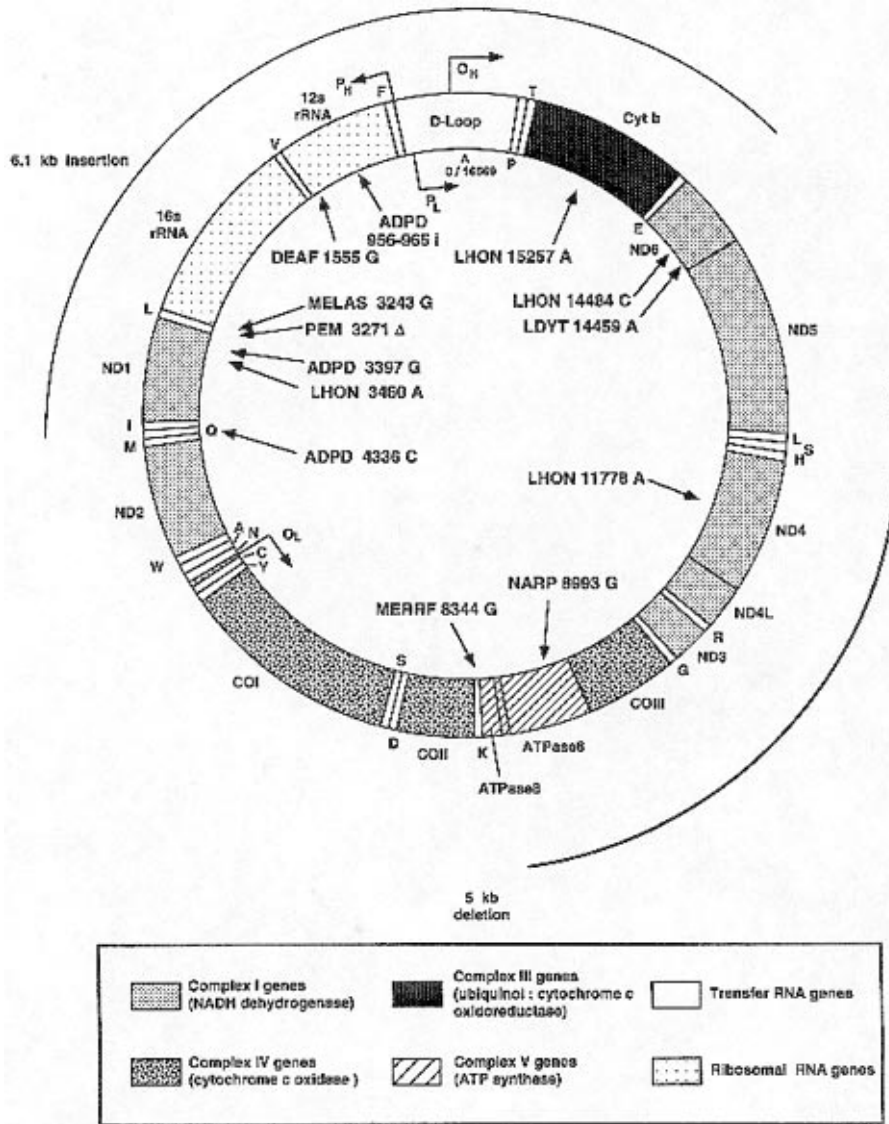 O_H
P_H
F
T
12s
rRNA
D-Loop
Cyt b
V
A
0/16569
P
6.1 kb insertion
P_L
16s
rRNA
ADPD
956-965 i
E
ND6
DEAF 1555 G
LHON 15257 A
LHON 14484 C
MELAS 3243 G
L
LDYT 14459 A
PEM 3271 Δ
ND5
ND1
ADPD 3397 G
LHON 3460 A
I
Q
M
L
S
H
ADPD 4336 C
LHON 11778 A
ND2
ND4
A
N
O_L
W
C
Y
NARP 8993 G
MERRF 8344 G
ND4L
R
S
ND3
G
COI
COIII
D
COII
K
ATPase6
ATPase8
5 kb
deletion
Complex I genes
(NADH dehydrogenase)
Complex III genes
(ubiquinol : cytochrome c
oxidoreductase)
Transfer RNA genes
Complex IV genes
(cytochrome c oxidase )
Complex V genes
(ATP synthase)
Ribosomal RNA genes